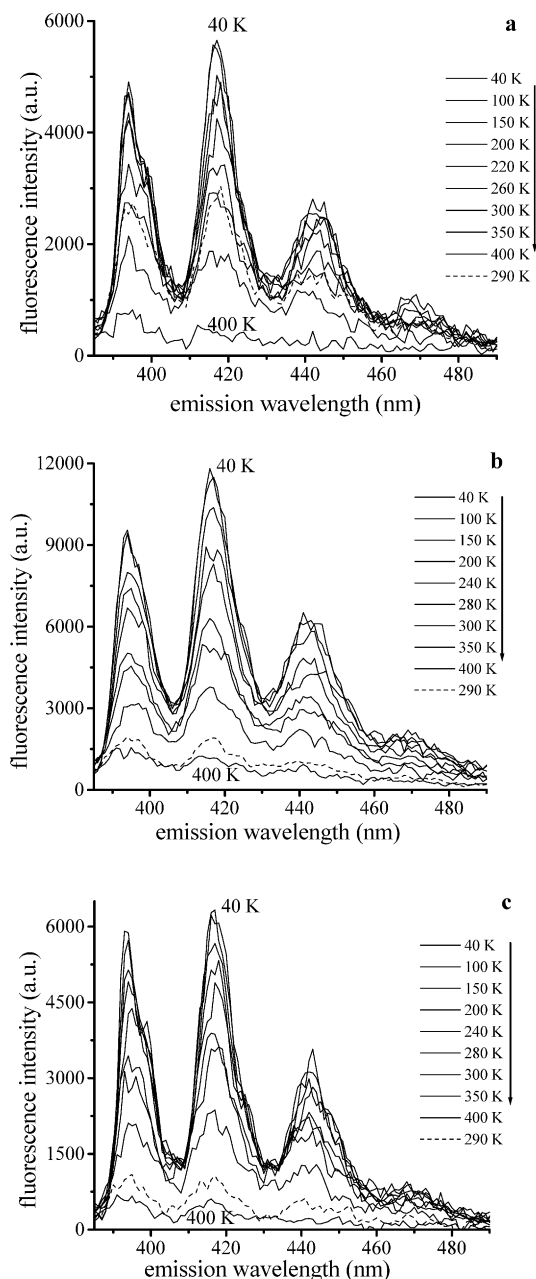 a
40 K
6000
4000
2000
0
fluorescence intensity (a.u.)
40 K
100 K
150 K
200 K
220 K
260 K
300 K
350 K
400 K
290 K
400 K
400 420 440 460 480
emission wavelength (nm)
b
40 K
12000
9000
6000
3000
0
fluorescence intensity (a.u.)
40 K
100 K
150 K
200 K
240 K
280 K
300 K
350 K
400 K
290 K
400 K
400 420 440 460 480
emission wavelength (nm)
c
40 K
6000
4500
3000
1500
0
fluorescence intensity (a.u.)
40 K
100 K
150 K
200 K
240 K
280 K
300 K
350 K
400 K
290 K
400 K
400 420 440 460 480
emission wavelength (nm)